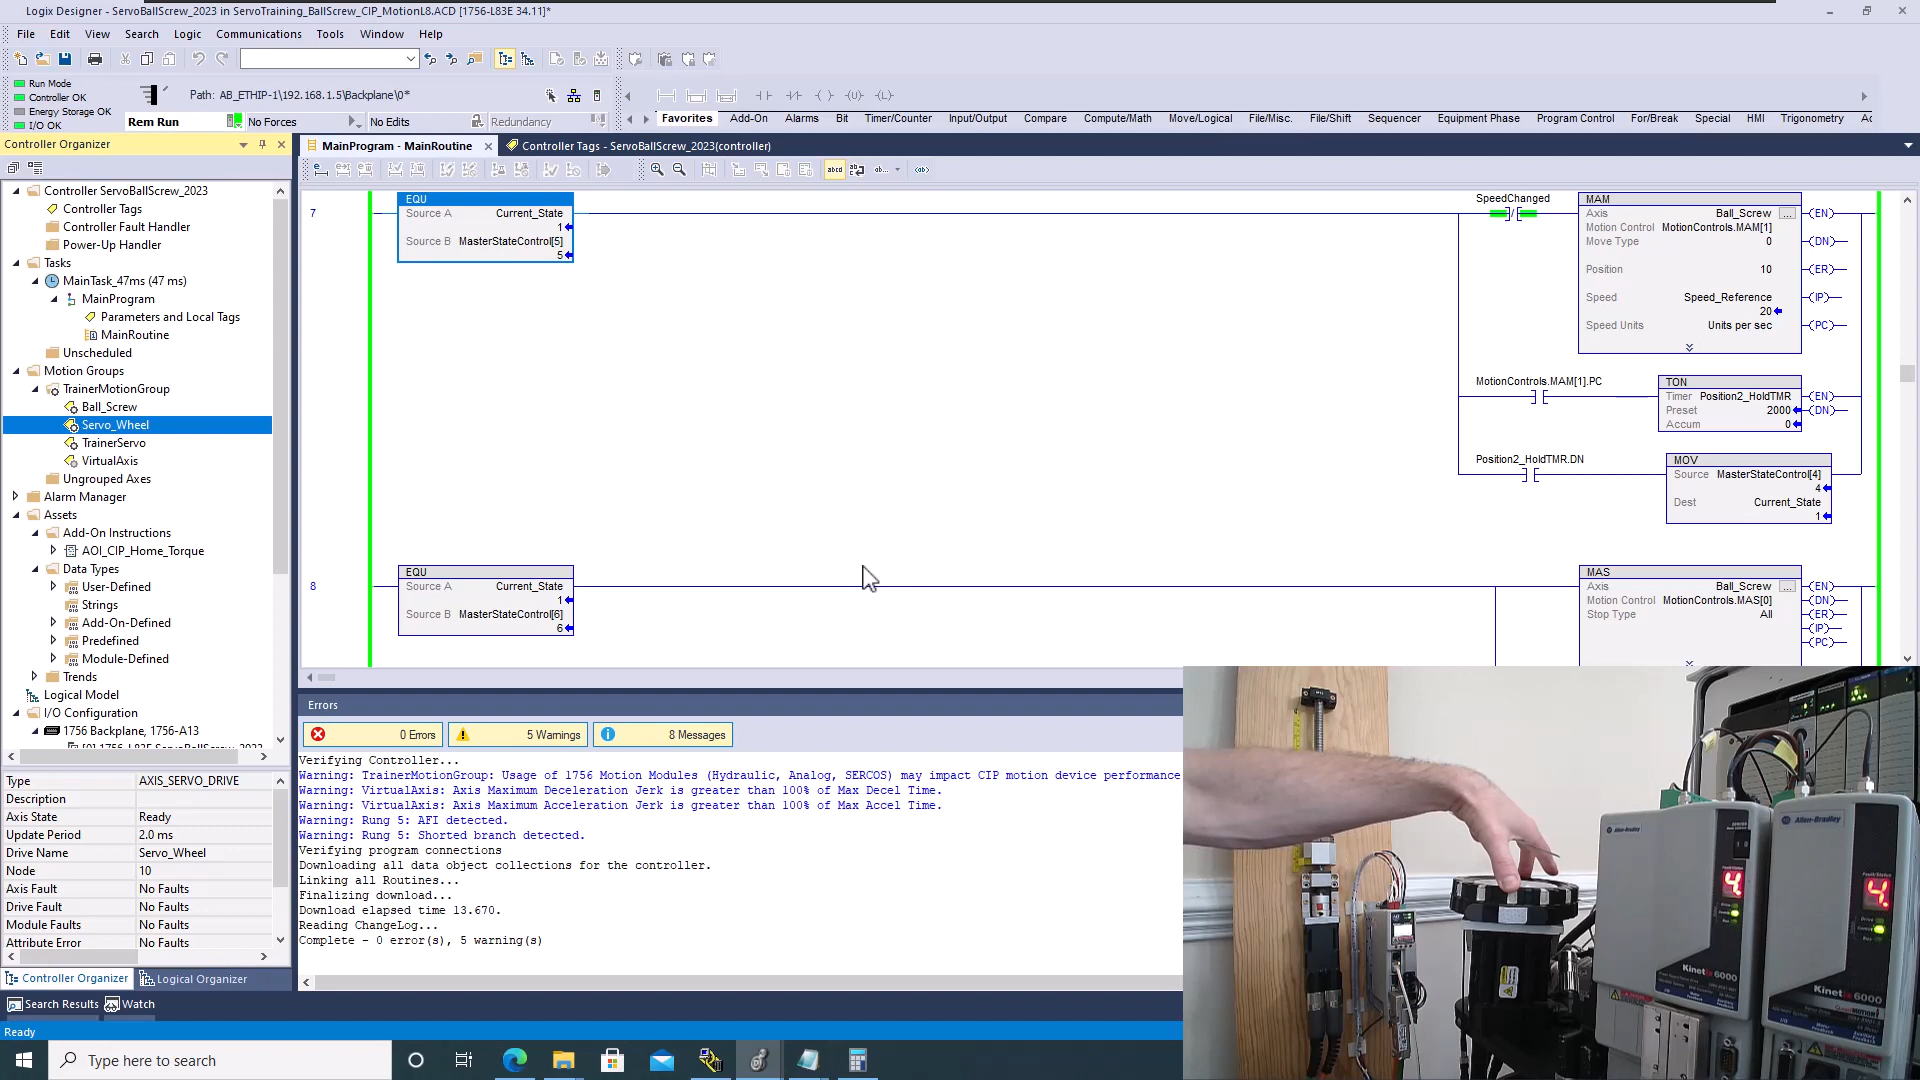 Logix Designer - ServoBallScrew_2023 in ServoTraining_BallScrew_CIP_MotionL8.ACD [1756-L83E 34.11]*
File Edit View Search Logic Communications Tools Window Help
Run Mode
Controller OK
Energy Storage OK
I/O OK
Path: AB_ETHIP-1\192.168.1.5\Backplane\0*
Rem Run No Forces No Edits Redundancy
Favorites Add-On Alarms Bit Timer/Counter Input/Output Compare Compute/Math Move/Logical File/Misc. File/Shift Sequencer Equipment Phase Program Control For/Break Special HMI Trigonometry
Controller Organizer
MainProgram - MainRoutine
Controller Tags - ServoBallScrew_2023(controller)
Controller ServoBallScrew_2023
Controller Tags
Controller Fault Handler
Power-Up Handler
Tasks
MainTask_47ms (47 ms)
MainProgram
Parameters and Local Tags
MainRoutine
Unscheduled
Motion Groups
TrainerMotionGroup
Ball_Screw
Servo_Wheel
TrainerServo
VirtualAxis
Ungrouped Axes
Alarm Manager
Assets
Add-On Instructions
AOI_CIP_Home_Torque
Data Types
User-Defined
Strings
Add-On-Defined
Predefined
Module-Defined
Trends
Logical Model
I/O Configuration
1756 Backplane, 1756-A13
[0] 1756-L83E ServoBallScrew_2023
Type AXIS_SERVO_DRIVE
Description
Axis State Ready
Update Period 2.0 ms
Drive Name Servo_Wheel
Node 10
Axis Fault No Faults
Drive Fault No Faults
Module Faults No Faults
Attribute Error No Faults
Controller Organizer Logical Organizer
7
EQU
Source A Current_State
1
Source B MasterStateControl[5]
5
SpeedChanged
MAM
Axis Ball_Screw ... (EN)
Motion Control MotionControls.MAM[1]
Move Type 0 (DN)
Position 10 (ER)
Speed Speed_Reference (IP)
20
Speed Units Units per sec (PC)
MotionControls.MAM[1].PC
TON
Timer Position2_HoldTMR (EN)
Preset 2000 (DN)
Accum 0
Position2_HoldTMR.DN
MOV
Source MasterStateControl[4]
4
Dest Current_State
1
8
EQU
Source A Current_State
1
Source B MasterStateControl[6]
6
MAS
Axis Ball_Screw ... (EN)
Motion Control MotionControls.MAS[0] (DN)
Stop Type All (ER)
(IP)
(PC)
Errors
0 Errors 5 Warnings 8 Messages
Verifying Controller...
Warning: TrainerMotionGroup: Usage of 1756 Motion Modules (Hydraulic, Analog, SERCOS) may impact CIP motion device performance
Warning: VirtualAxis: Axis Maximum Deceleration Jerk is greater than 100% of Max Decel Time.
Warning: VirtualAxis: Axis Maximum Acceleration Jerk is greater than 100% of Max Accel Time.
Warning: Rung 5: AFI detected.
Warning: Rung 5: Shorted branch detected.
Verifying program connections
Downloading all data object collections for the controller.
Linking all Routines...
Finalizing download...
Download elapsed time 13.670.
Reading ChangeLog...
Complete - 0 error(s), 5 warning(s)
Search Results Watch
Ready
Type here to search
Allen-Bradley
4
Kinetix 6000
Allen-Bradley
4
Kinetix 6000